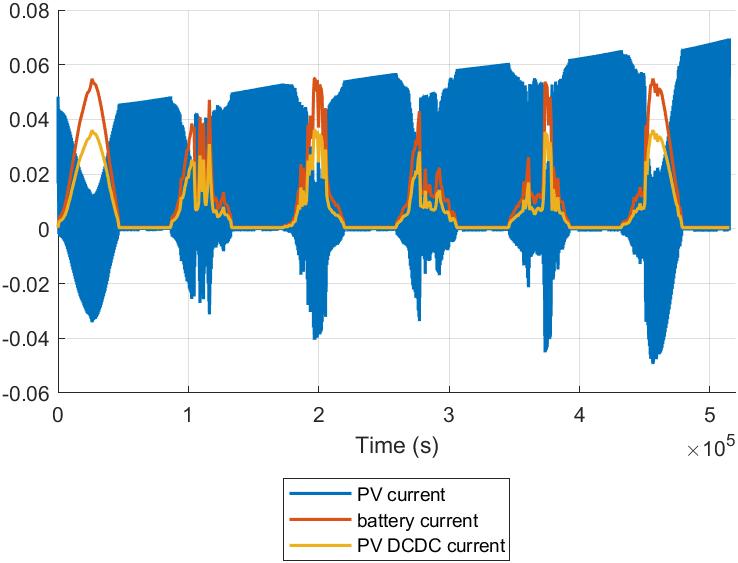 0.08
0.06
0.04
0.02
0
-0.02
-0.04
-0.06
0 1 2 3 4 5
Time (s) ×10⁵
PV current
battery current
PV DCDC current